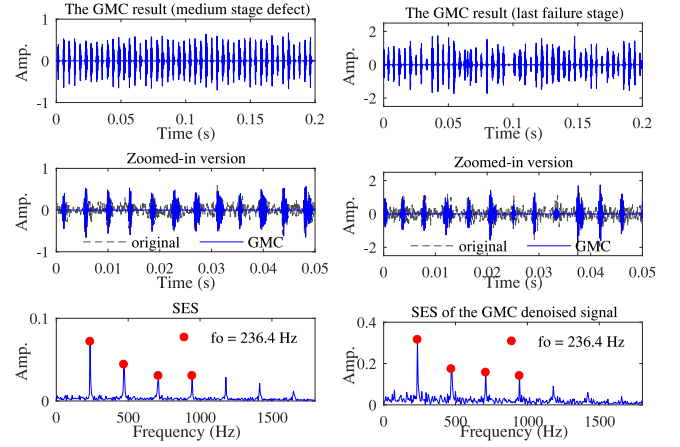 The GMC result (medium stage defect)
1
0
-1
Amp.
0 0.05 0.1 0.15 0.2
Time (s)
The GMC result (last failure stage)
2
0
-2
Amp.
0 0.05 0.1 0.15 0.2
Time (s)
Zoomed-in version
1
0
-1
Amp.
original GMC
0 0.01 0.02 0.03 0.04 0.05
Time (s)
Zoomed-in version
2
0
-2
Amp.
original GMC
0 0.01 0.02 0.03 0.04 0.05
Time (s)
SES
0.1
0
Amp.
fo = 236.4 Hz
0 500 1000 1500
Frequency (Hz)
SES of the GMC denoised signal
0.4
0.2
0
Amp.
fo = 236.4 Hz
0 500 1000 1500
Frequency (Hz)